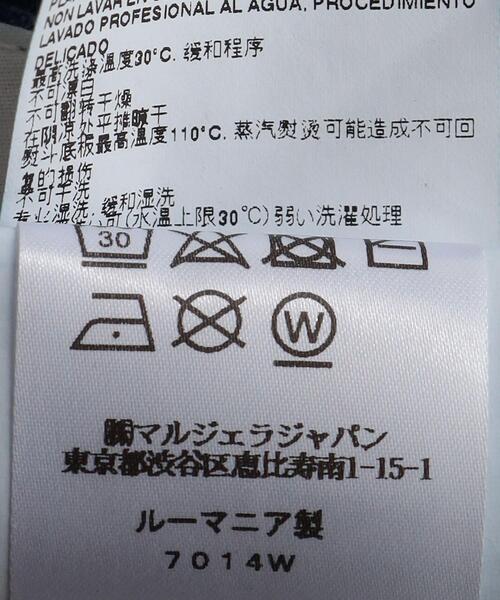 NON LAVAR EN
LAVADO PROFESIONAL AL AGUA, PROCEDIMIENTO
DELICADO
最高洗涤温度30°C. 缓和程序
不可漂白
不可翻转干燥
在阴凉处平摊晾干
熨斗底板最高温度110°C. 蒸汽熨烫可能造成不可回
复的损伤
不可干洗
专业湿洗 缓和湿洗
(水温上限30℃)弱い洗濯処理
30
W
㈱マルジェラジャパン
東京都渋谷区恵比寿南1-15-1
ルーマニア製
7014W